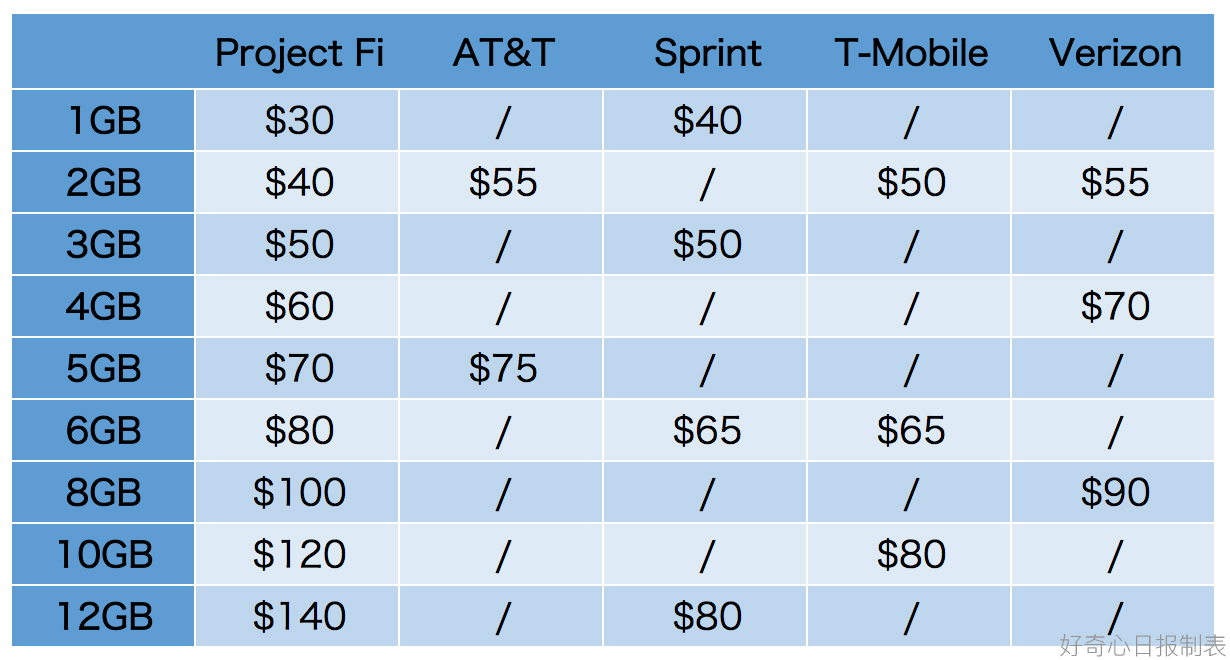 Project Fi AT&T Sprint T-Mobile Verizon
1GB $30 / $40 / /
2GB $40 $55 / $50 $55
3GB $50 / $50 / /
4GB $60 / / / $70
5GB $70 $75 / / /
6GB $80 / $65 $65 /
8GB $100 / / / $90
10GB $120 / / $80 /
12GB $140 / $80 / /
好奇心日报制表